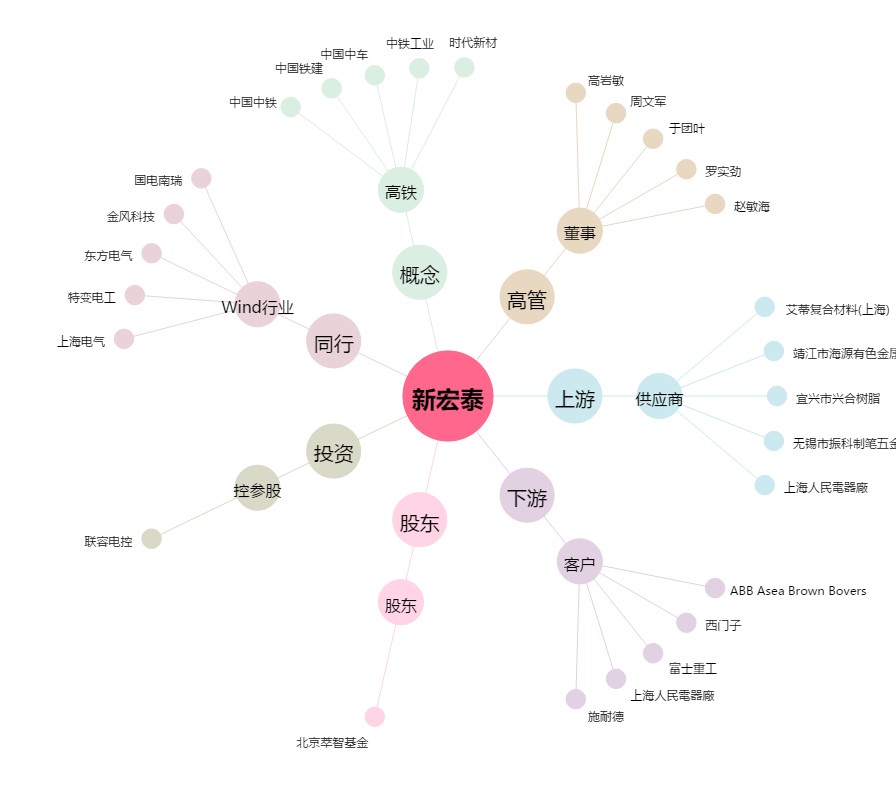 时代新材
中铁工业
中国中车
中国铁建
中国中铁
高铁
概念
高岩敏
周文军
于团叶
罗实劲
赵敏海
董事
高管
国电南瑞
金风科技
东方电气
特变电工
上海电气
Wind行业
同行
新宏泰
上游
供应商
艾蒂复合材料(上海)
靖江市海源有色金属
宜兴市兴合树脂
无锡市振科制笔五金
上海人民電器廠
投资
控参股
联容电控
股东
股东
北京萃智基金
下游
客户
ABB Asea Brown Bovers
西门子
富士重工
上海人民電器廠
施耐德